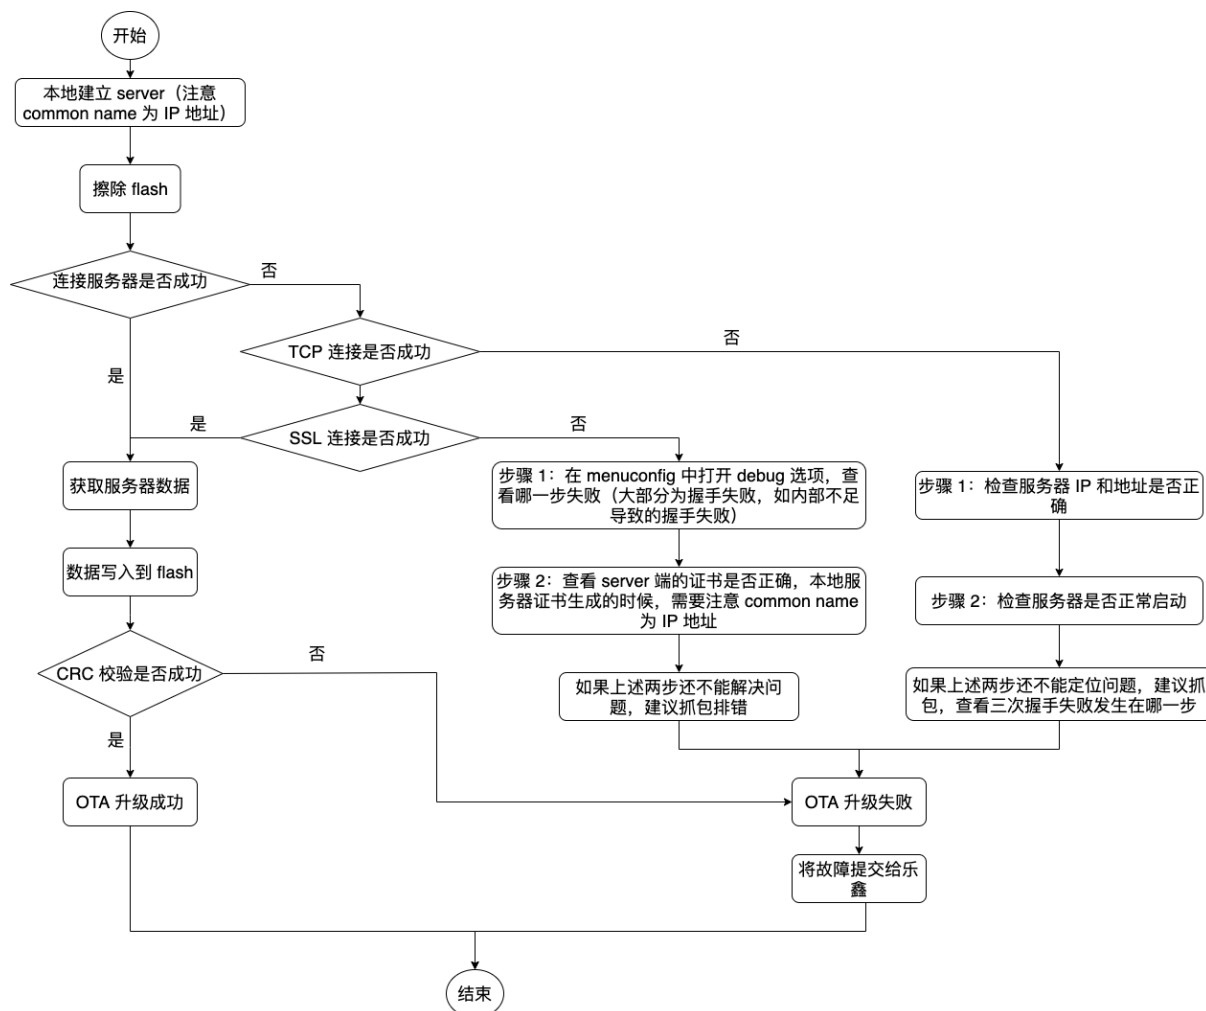 开始
本地建立 server（注意
common name 为 IP 地址）
擦除 flash
连接服务器是否成功
否
TCP 连接是否成功
否
是
是
SSL 连接是否成功
否
获取服务器数据
步骤 1：在 menuconfig 中打开 debug 选项，查
看哪一步失败（大部分为握手失败，如内部不足
导致的握手失败）
步骤 1：检查服务器 IP 和地址是否正
确
数据写入到 flash
步骤 2：查看 server 端的证书是否正确，本地服
务器证书生成的时候，需要注意 common name
为 IP 地址
步骤 2：检查服务器是否正常启动
CRC 校验是否成功
否
如果上述两步还不能解决问
题，建议抓包排错
如果上述两步还不能定位问题，建议抓
包，查看三次握手失败发生在哪一步
是
OTA 升级成功
OTA 升级失败
将故障提交给乐
鑫
结束